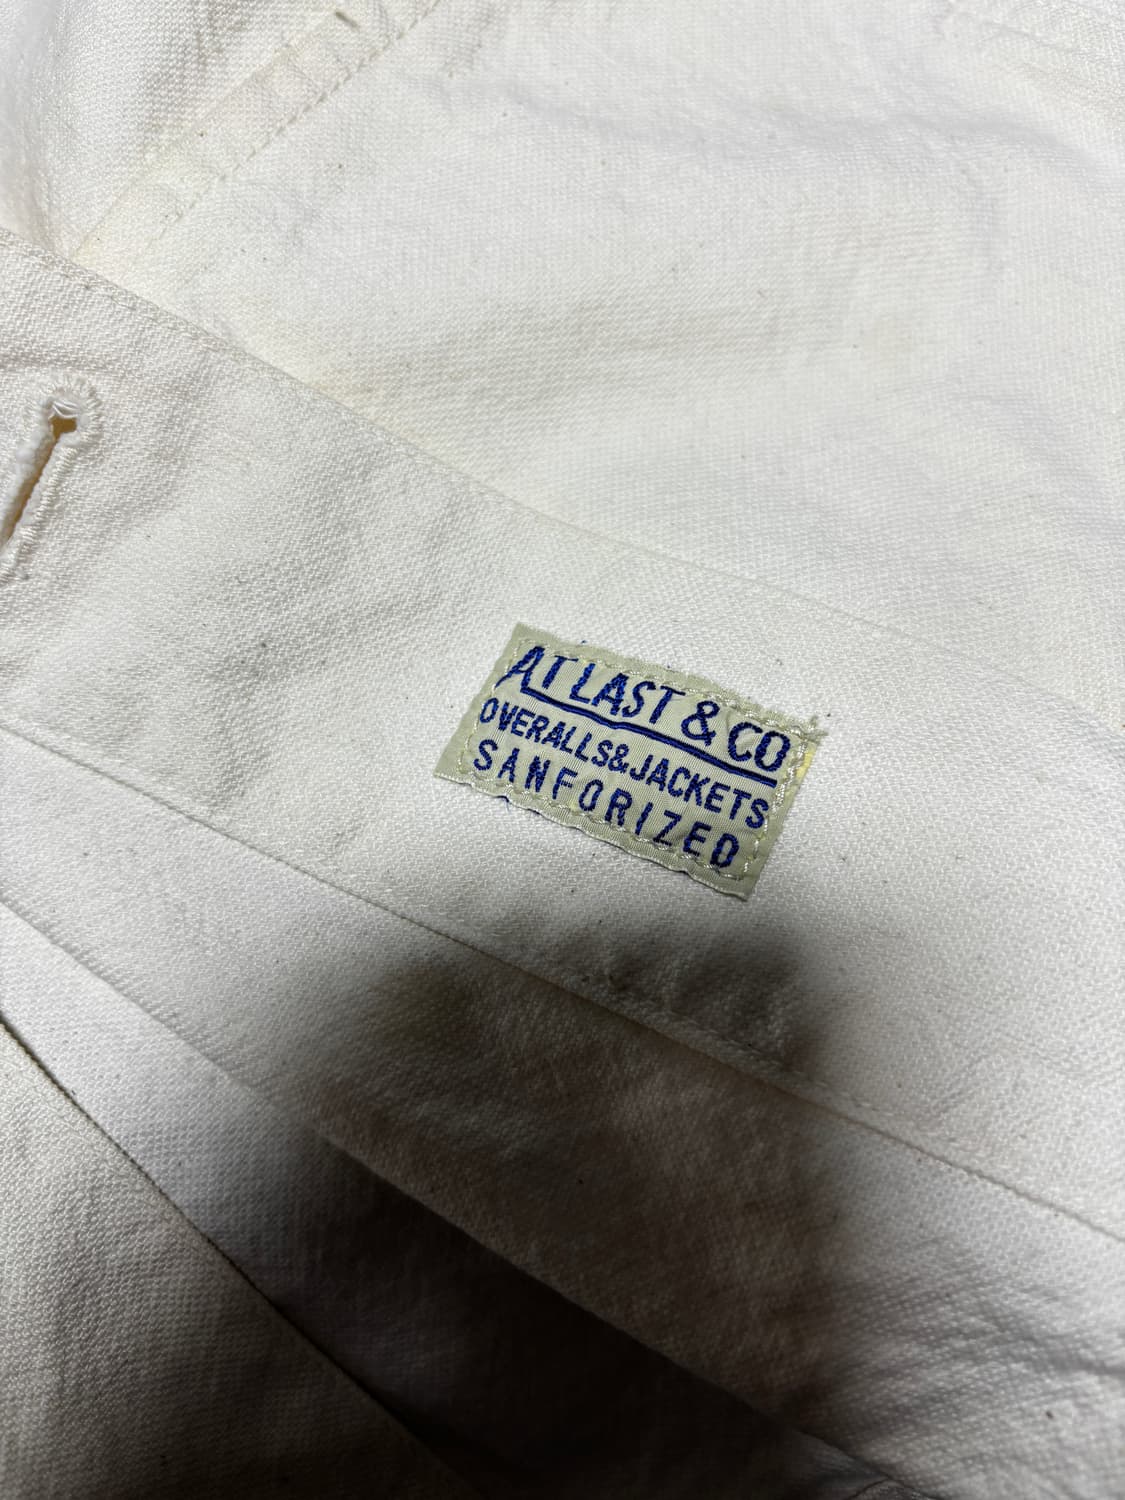 AT LAST & CO
OVERALLS & JACKETS
SANFORIZED